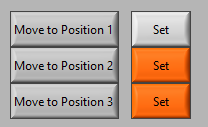 Move to Position 1 Set
Move to Position 2 Set
Move to Position 3 Set